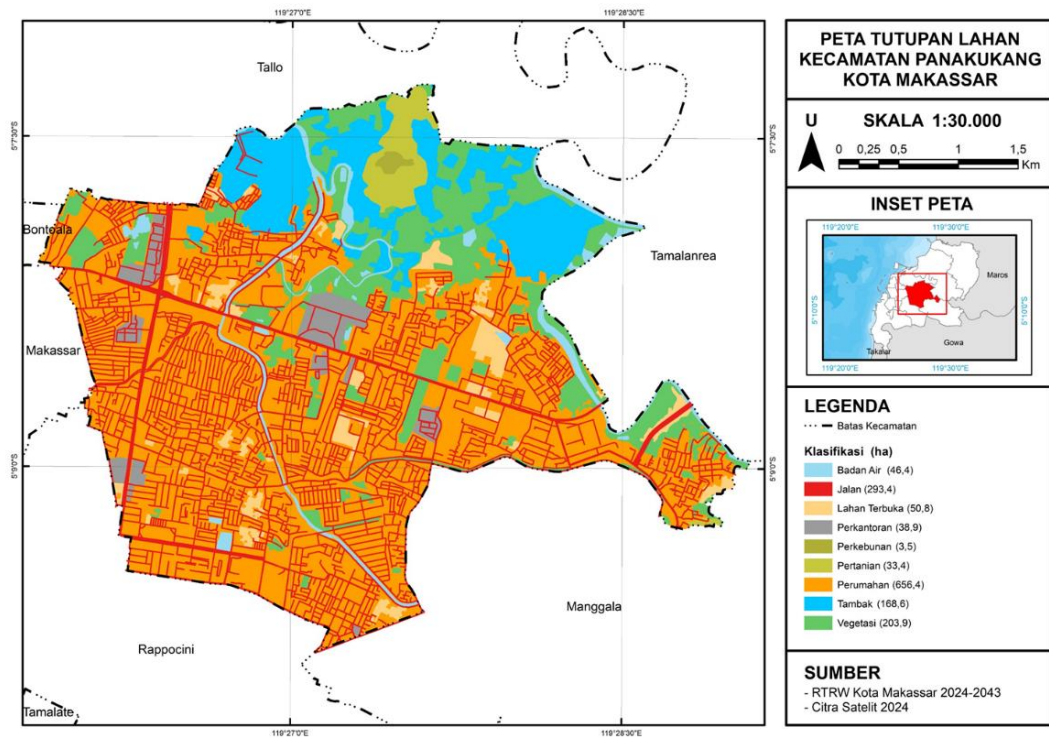 119°27'0"E
119°28'30"E
5°7'30"S
5°7'30"S
Tallo
Bontoala
Tamalanrea
Makassar
5°9'0"S
5°9'0"S
Manggala
Rappocini
Tamalate
119°27'0"E
119°28'30"E
PETA TUTUPAN LAHAN
KECAMATAN PANAKUKANG
KOTA MAKASSAR
U
SKALA 1:30.000
0 0,25 0,5 1 1,5
Km
INSET PETA
119°20'0"E 119°30'0"E
Maros
5°10'0"S
5°10'0"S
Takalar
Gowa
119°20'0"E 119°30'0"E
LEGENDA
Batas Kecamatan
Klasifikasi (ha)
Badan Air (46,4)
Jalan (293,4)
Lahan Terbuka (50,8)
Perkantoran (38,9)
Perkebunan (3,5)
Pertanian (33,4)
Perumahan (656,4)
Tambak (168,6)
Vegetasi (203,9)
SUMBER
- RTRW Kota Makassar 2024-2043
- Citra Satelit 2024